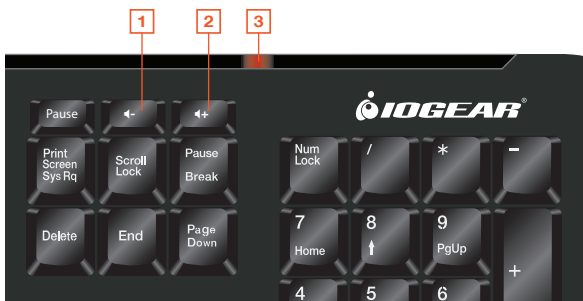 1 2 3
Pause
-
+
IOGEAR®
Print
Screen
Sys Rq
Scroll
Lock
Pause
Break
Num
Lock
/
*
-
Delete
End
Page
Down
7
Home
8
9
PgUp
+
4
5
6